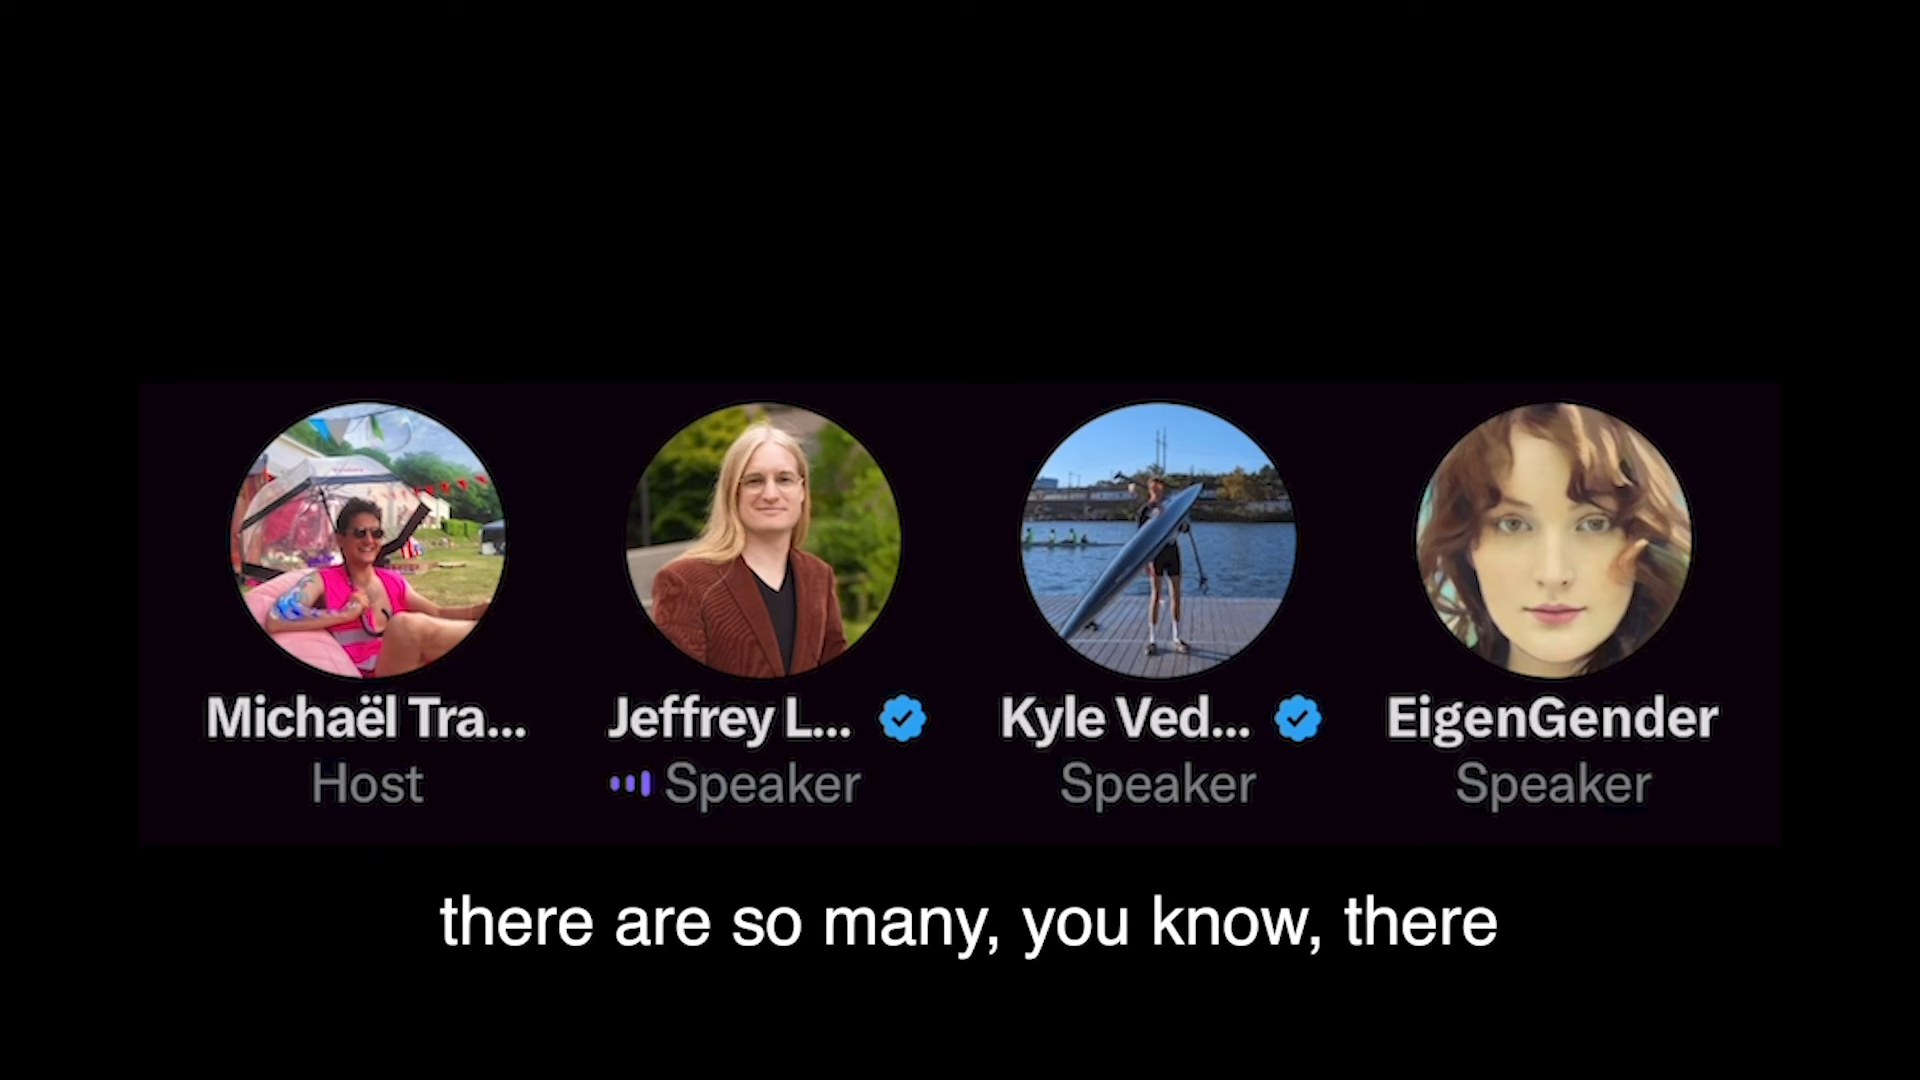 Michaël Tra...
Host
Jeffrey L...
Speaker
Kyle Ved...
Speaker
EigenGender
Speaker
there are so many, you know, there